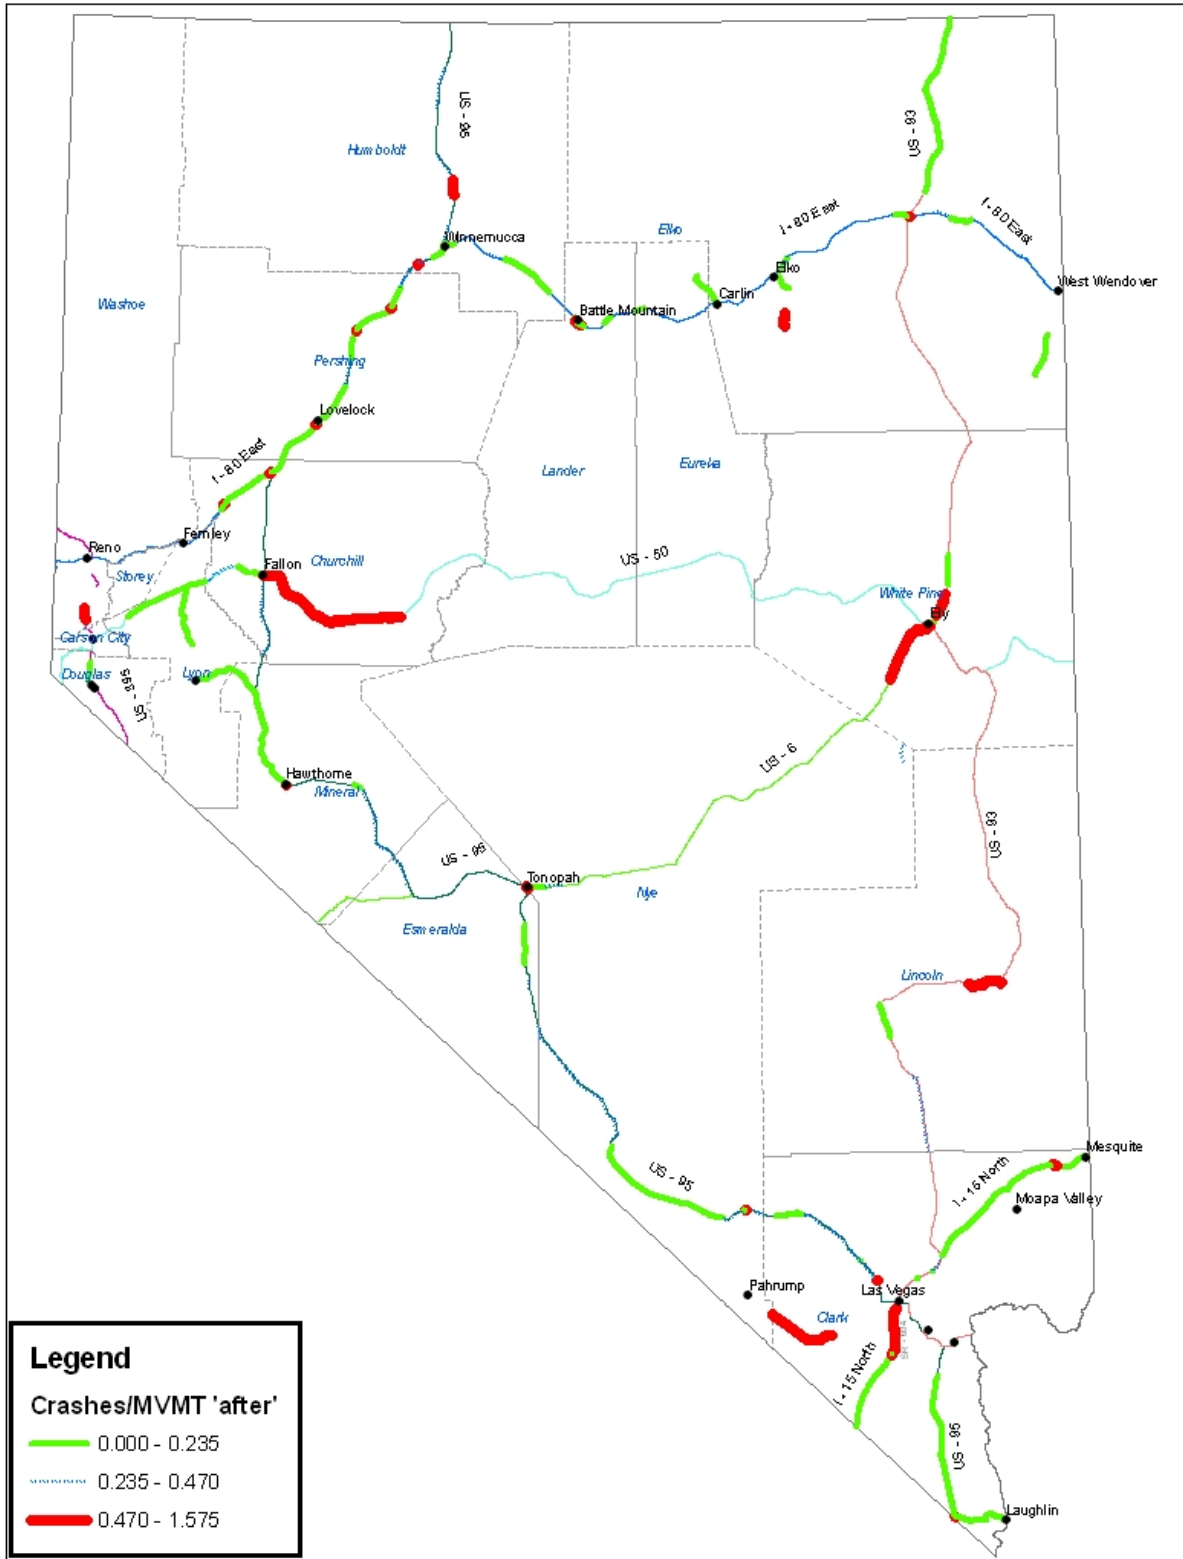 US - 95
US - 93
Humboldt
I - 80 East
I - 80 East
Elko
Winnemucca
Elko
Washoe
Carlin
West Wendover
Battle Mountain
Pershing
Lovelock
I - 80 East
Lander
Eureka
Reno
Fernley
Storey
Fallon
Churchill
US - 50
White Pine
Ely
Carson City
Douglas
US - 395
Lyon
Hawthorne
Mineral
US - 6
US - 93
US - 95
Tonopah
Nye
Esmeralda
Lincoln
US - 95
I - 15 North
Mesquite
Moapa Valley
Pahrump
Las Vegas
Clark
I - 15 North
US - 95
Laughlin
Legend
Crashes/MVMT 'after'
0.000 - 0.235
0.235 - 0.470
0.470 - 1.575